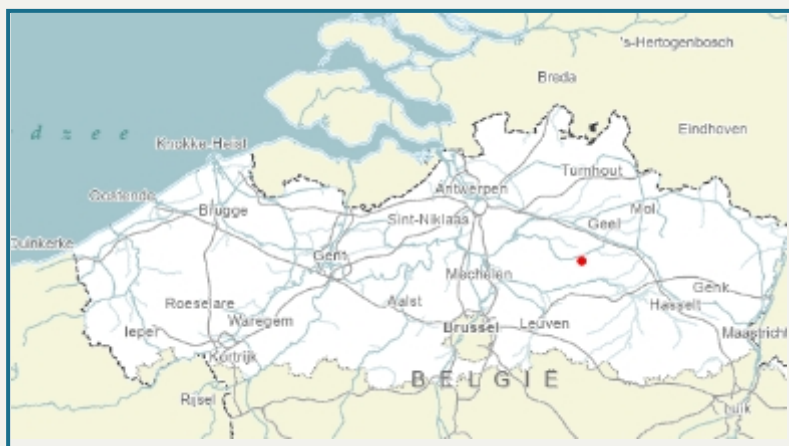 's-Hertogenbosch
Breda
dzee
Eindhoven
Knokke-Heist
Turnhout
Antwerpen
Oostende
Mol
Brugge
Sint-Niklaas
Geel
Duinkerke
Gent
Mechelen
Genk
Roeselare
Aalst
Hasselt
Ieper
Waregem
Brussel
Leuven
Maastricht
Kortrijk
BELGIË
Rijsel
Luik